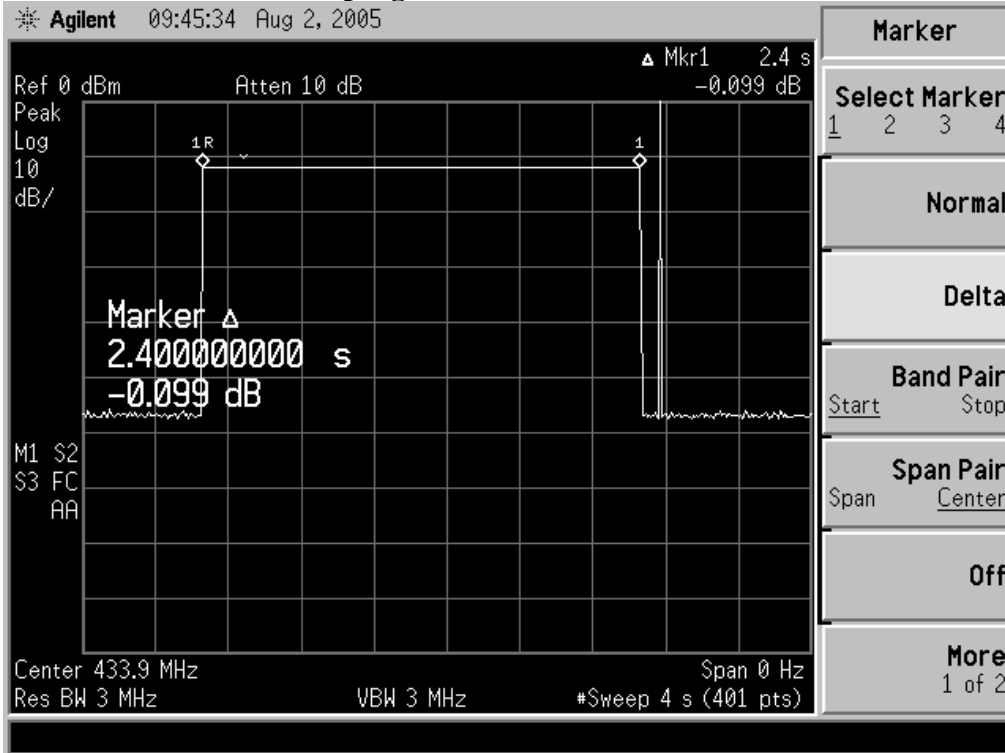 Agilent 09:45:34 Aug 2, 2005
Marker
Δ Mkr1 2.4 s
Ref 0 dBm Atten 10 dB -0.099 dB
Peak
Log
10
dB/
1R
1
Marker Δ
2.400000000 s
-0.099 dB
M1 S2
S3 FC
AA
Center 433.9 MHz Span 0 Hz
Res BW 3 MHz VBW 3 MHz #Sweep 4 s (401 pts)
Select Marker
1 2 3 4
Normal
Delta
Band Pair
Start Stop
Span Pair
Span Center
Off
More
1 of 2